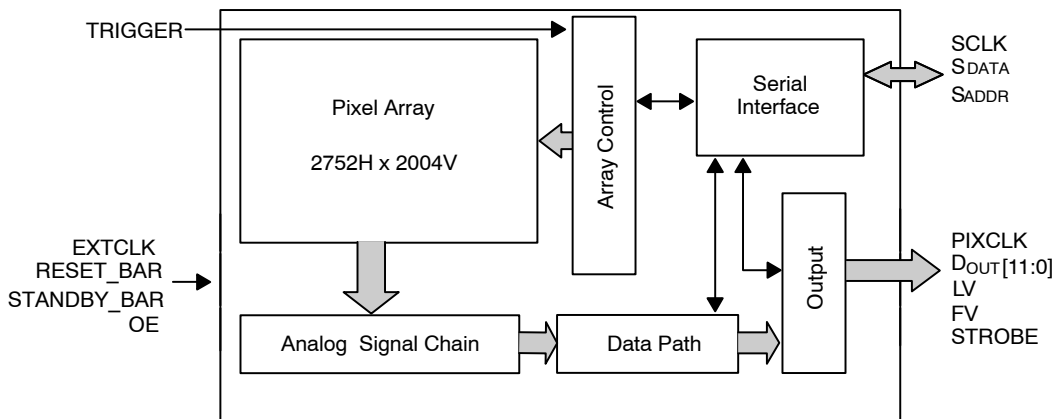 TRIGGER
Pixel Array
2752H x 2004V
Array Control
Serial
Interface
SCLK
SDATA
SADDR
EXTCLK
RESET_BAR
STANDBY_BAR
OE
Analog Signal Chain
Data Path
Output
PIXCLK
DOUT[11:0]
LV
FV
STROBE